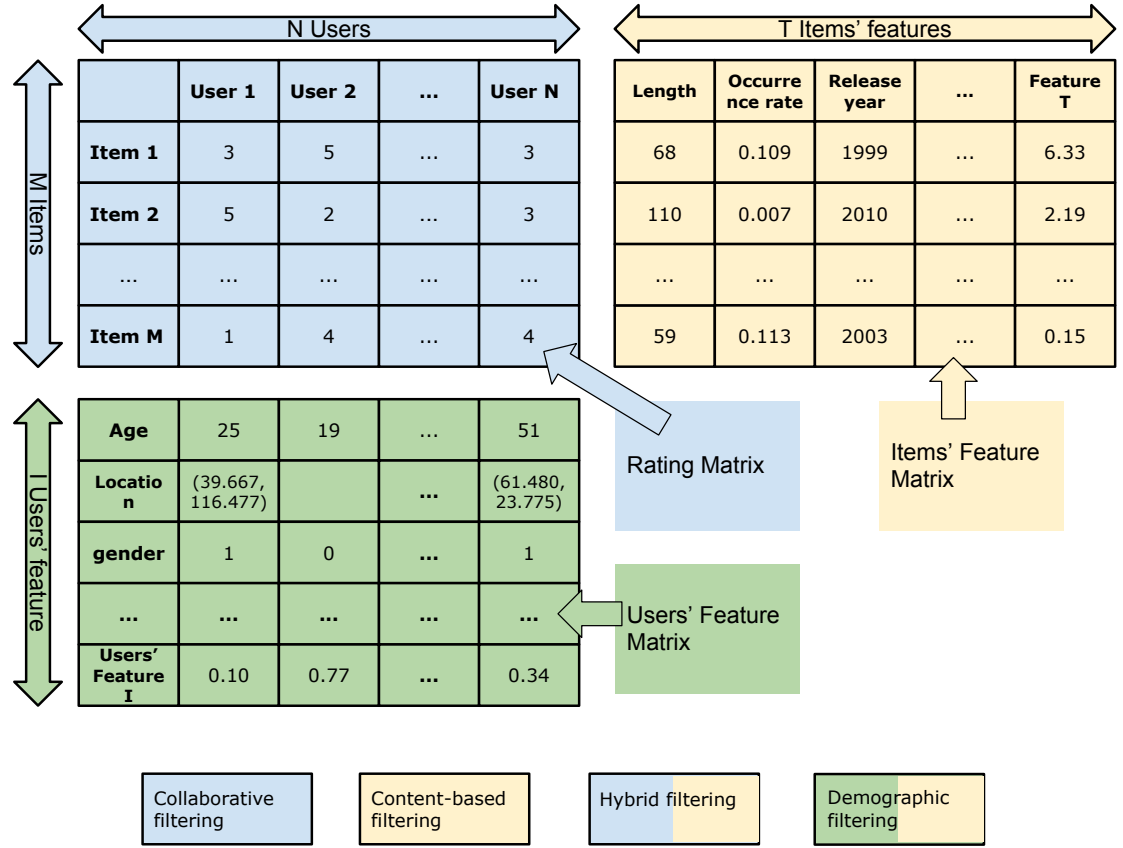 N Users
T Items' features
M Items
User 1 User 2 ... User N
Item 1 3 5 ... 3
Item 2 5 2 ... 3
... ... ... ... ...
Item M 1 4 ... 4
Length Occurre Release ... Feature
nce rate year T
68 0.109 1999 ... 6.33
110 0.007 2010 ... 2.19
... ... ... ... ...
59 0.113 2003 ... 0.15
I Users' feature
Age 25 19 ... 51
Locatio (39.667, ... (61.480,
n 116.477) 23.775)
gender 1 0 ... 1
... ... ... ... ...
Users'
Feature 0.10 0.77 ... 0.34
I
Rating Matrix
Items' Feature
Matrix
Users' Feature
Matrix
Collaborative
filtering
Content-based
filtering
Hybrid filtering
Demographic
filtering